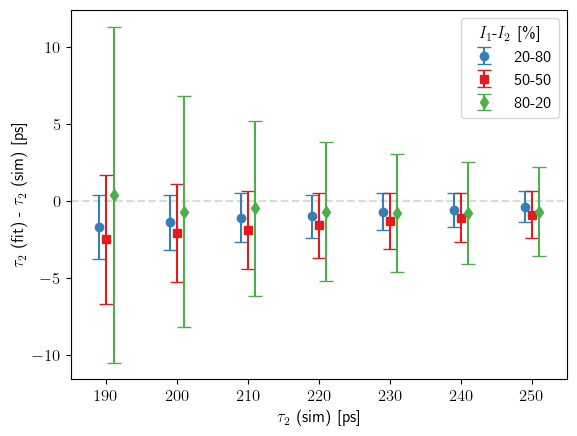 I₁-I₂ [%]
20-80
50-50
80-20
10
5
0
−5
−10
τ₂ (fit) - τ₂ (sim) [ps]
190 200 210 220 230 240 250
τ₂ (sim) [ps]